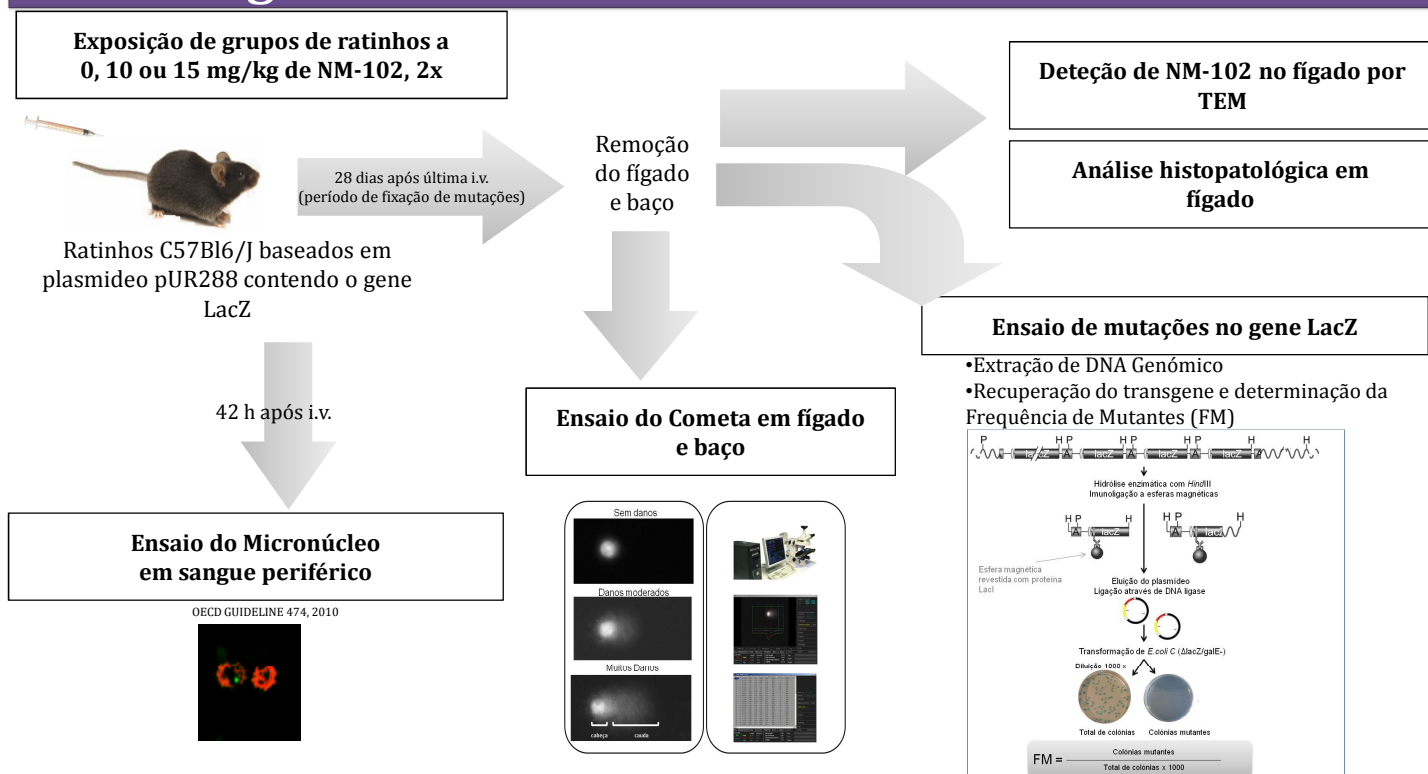 Exposição de grupos de ratinhos a
0, 10 ou 15 mg/kg de NM-102, 2x
28 dias após última i.v.
(período de fixação de mutações)
Ratinhos C57Bl6/J baseados em
plasmideo pUR288 contendo o gene
LacZ
42 h após i.v.
Ensaio do Micronúcleo
em sangue periférico
OECD GUIDELINE 474, 2010
Remoção
do fígado
e baço
Ensaio do Cometa em fígado
e baço
Sem danos
Danos moderados
Muitos Danos
cabeça cauda
Deteção de NM-102 no fígado por
TEM
Análise histopatológica em
fígado
Ensaio de mutações no gene LacZ
•Extração de DNA Genómico
•Recuperação do transgene e determinação da
Frequência de Mutantes (FM)
P H P H P H P H H
lacZ A lacZ A lacZ A lacZ
Hidrólise enzimática com HindIII
Imunoligação a esferas magnéticas
H P H H P H
A lacZ A lacZ
Esfera magnética
revestida com proteína
LacI
Eluição do plasmídeo
Ligação através de DNA ligase
Transformação de E.coli C (ΔlacZ/galE-)
Diluição 1000 x
Total de colónias Colónias mutantes
FM =
Colónias mutantes
Total de colónias x 1000